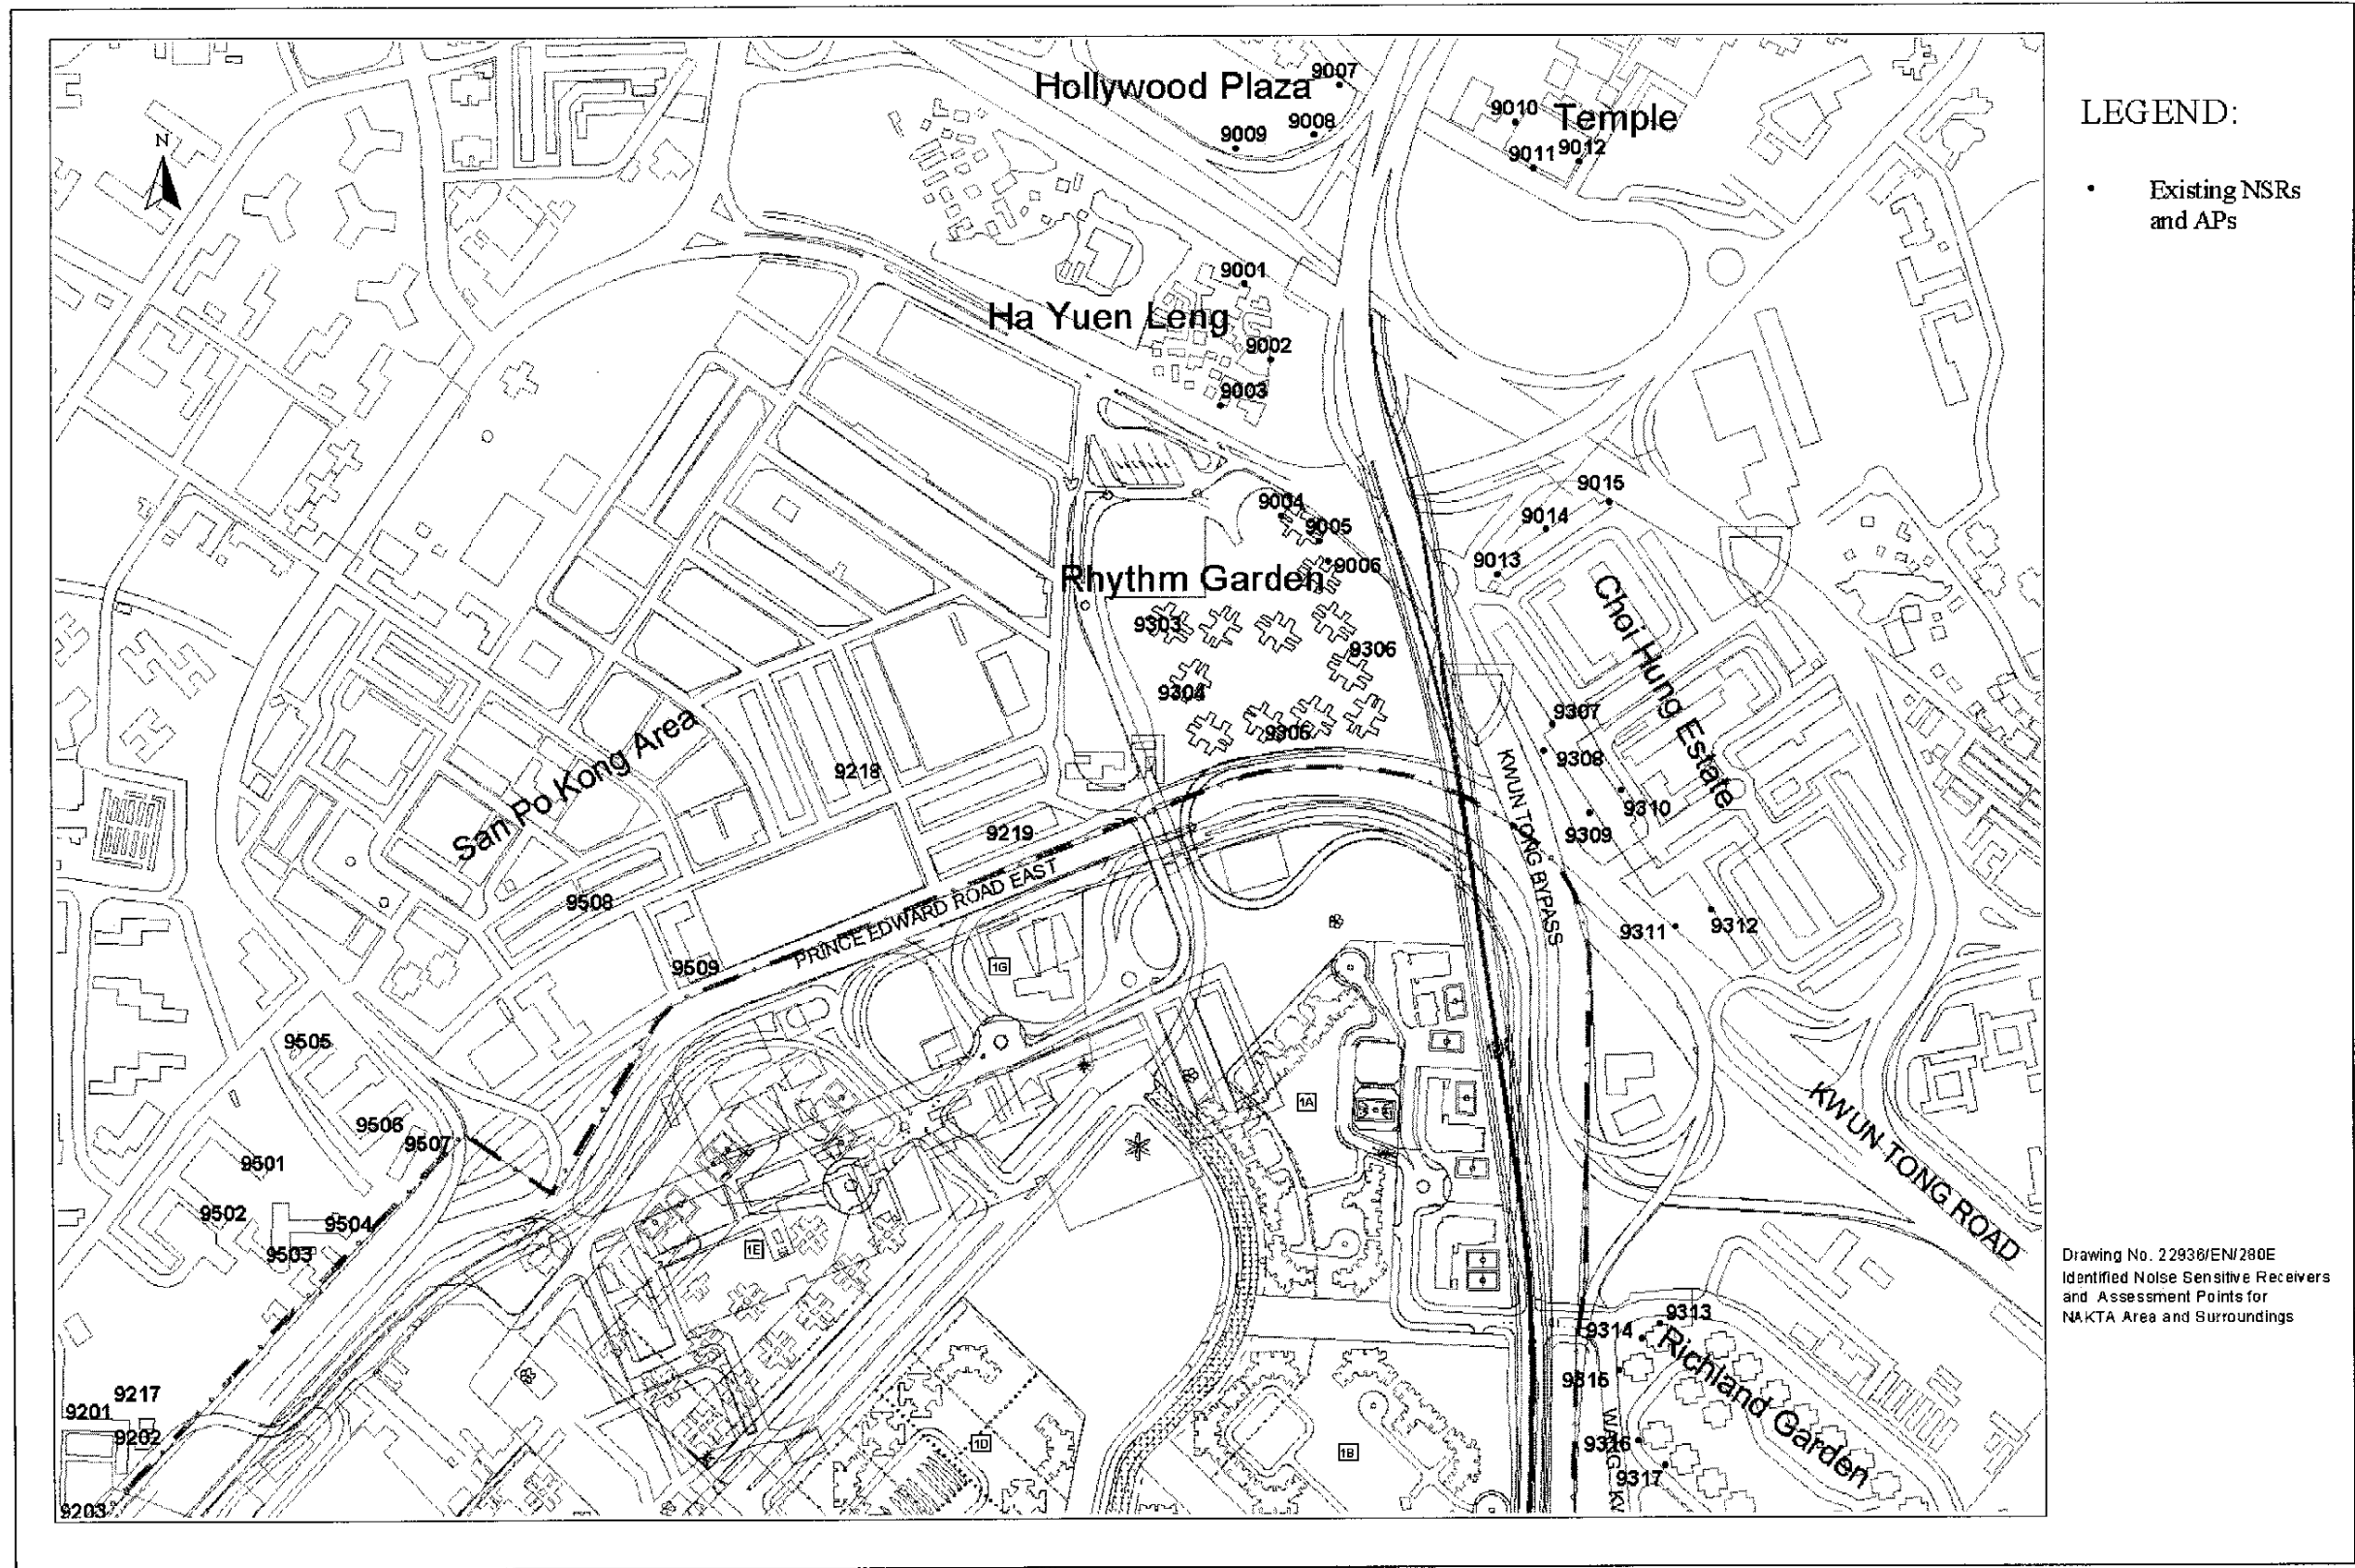 Hollywood Plaza
9007
9008
9009
9010
Temple
9011
9012
LEGEND:
Existing NSRs
and APs
N
9001
Ha Yuen Leng
9002
9003
9015
9004
9014
9005
9013
9006
Rhythm Garden
Choi Hung Estate
9303
9306
9304
9307
9305
San Po Kong Area
9218
9308
KWUN TONG BYPASS
9310
9219
9309
PRINCE EDWARD ROAD EAST
9508
9311
9312
9509
1G
9505
1A
KWUN TONG ROAD
9506
9507
9501
9502
9504
9503
1E
Drawing No. 22936/EN/280E
Identified Noise Sensitive Receivers
and Assessment Points for
NAKTA Area and Surroundings
9313
9314
Richland Garden
9315
9217
9201
9202
1D
1B
9316
9317
9203